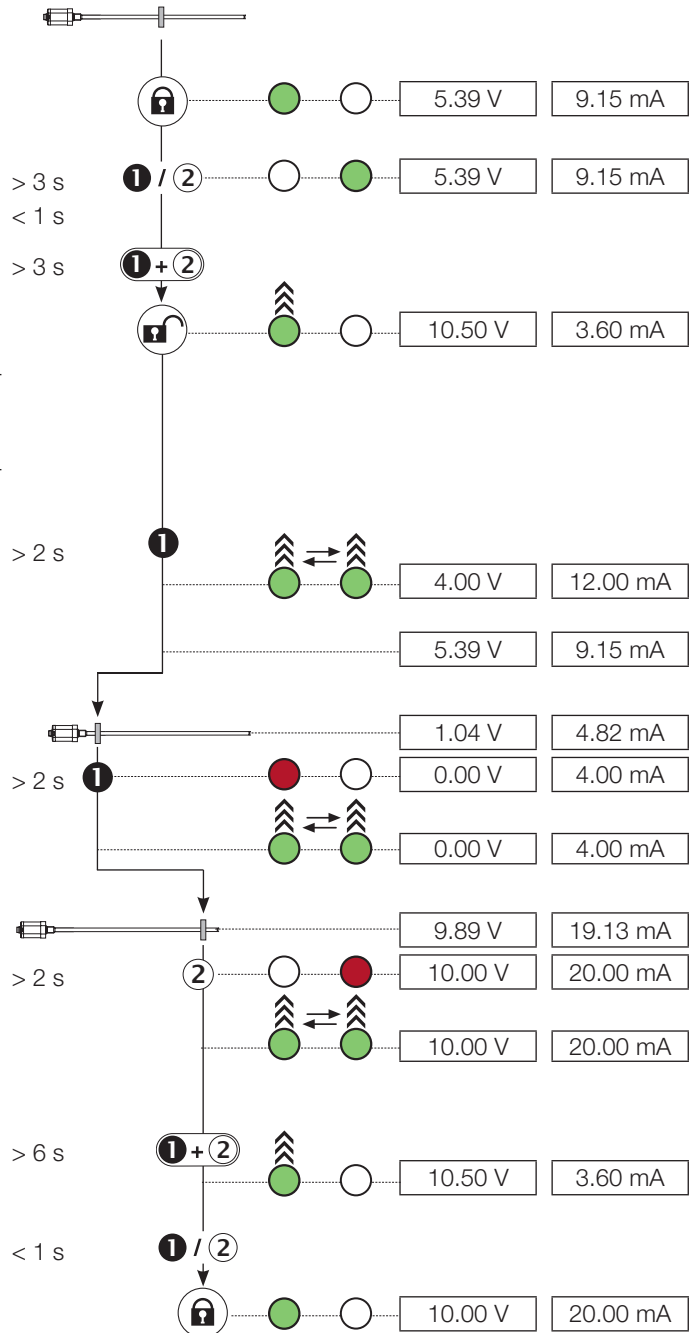 5.39 V 9.15 mA
> 3 s 1 / 2 5.39 V 9.15 mA
< 1 s
> 3 s 1 + 2
10.50 V 3.60 mA
> 2 s 1
4.00 V 12.00 mA
5.39 V 9.15 mA
1.04 V 4.82 mA
> 2 s 1 0.00 V 4.00 mA
0.00 V 4.00 mA
9.89 V 19.13 mA
> 2 s 2 10.00 V 20.00 mA
10.00 V 20.00 mA
> 6 s 1 + 2
10.50 V 3.60 mA
< 1 s 1 / 2
10.00 V 20.00 mA